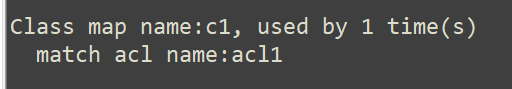 Class map name:c1, used by 1 time(s)
  match acl name:acl1